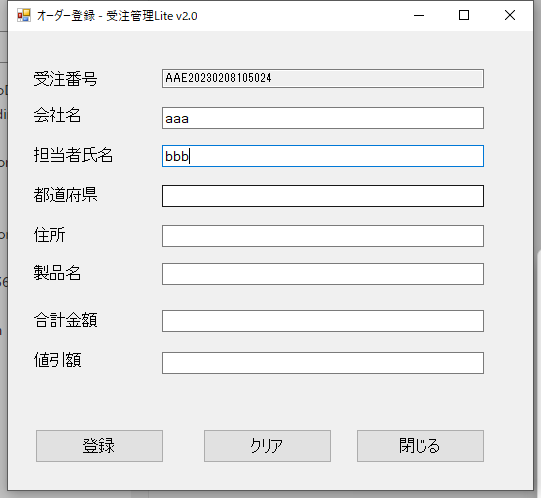 オーダー登録 - 受注管理Lite v2.0
受注番号 AAE20230208105024
会社名 aaa
担当者氏名 bbb
都道府県
住所
製品名
合計金額
値引額
登録 クリア 閉じる